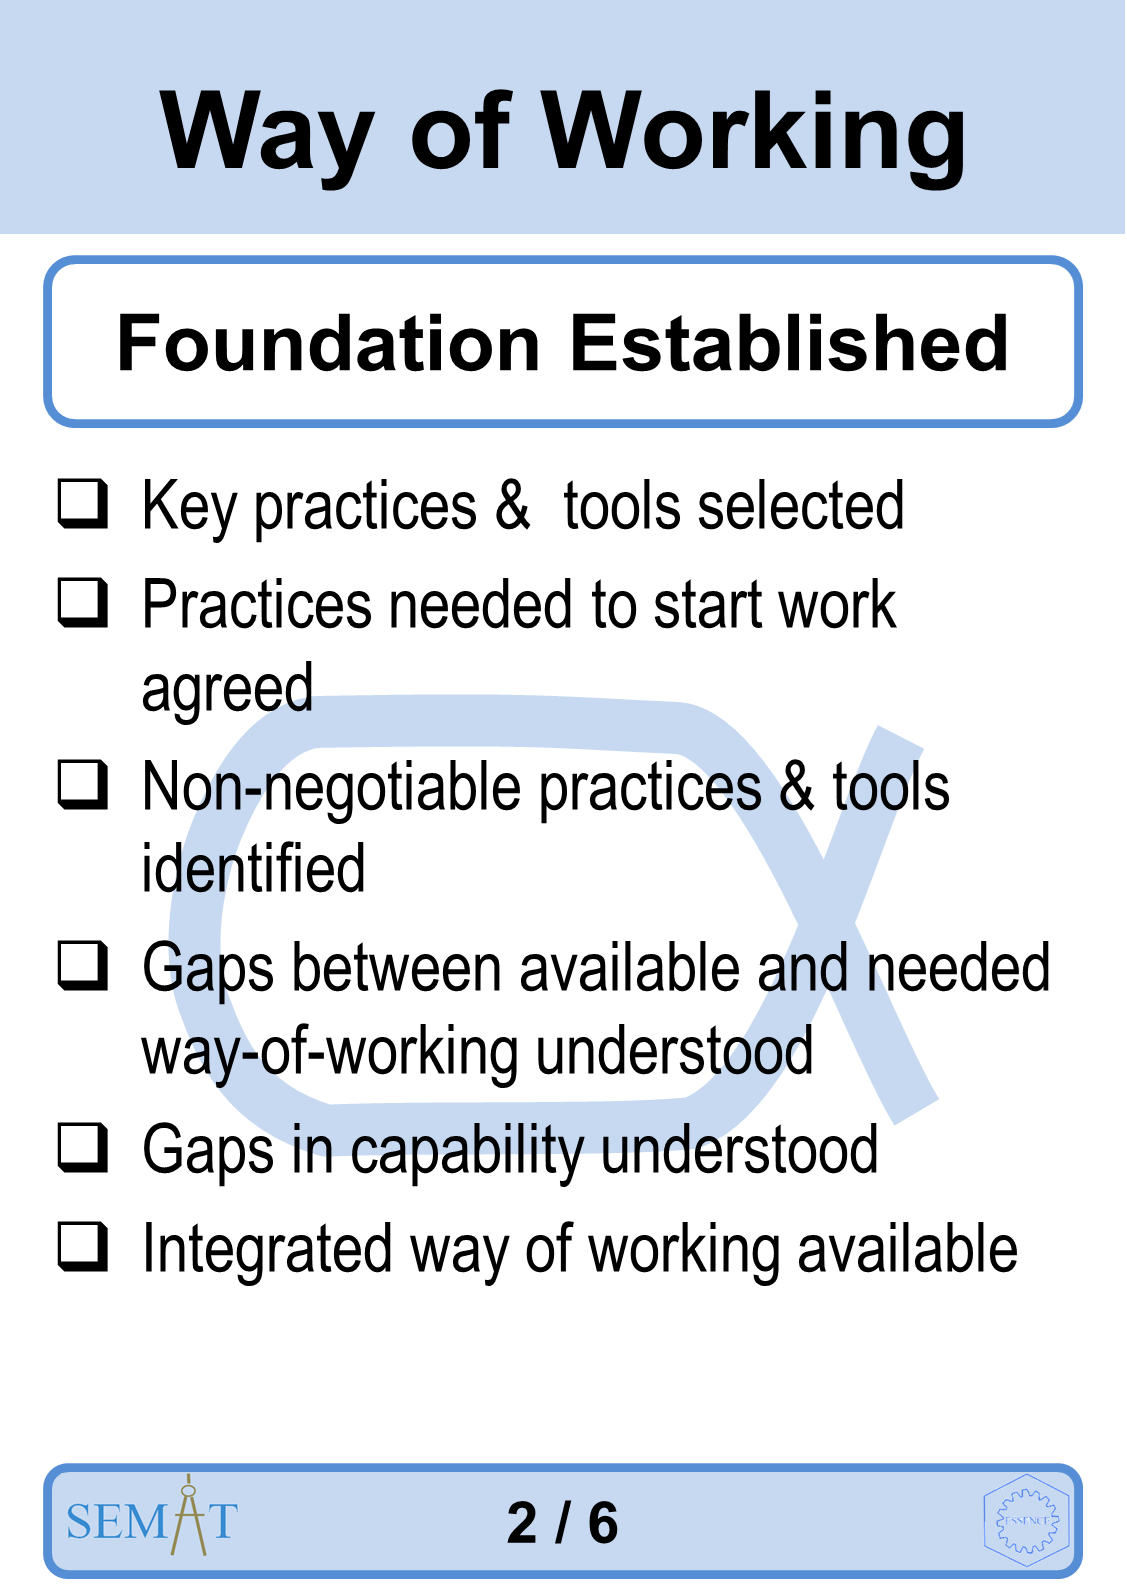 Way of Working
Foundation Established
❑ Key practices &  tools selected
❑ Practices needed to start work
agreed
❑ Non-negotiable practices & tools
identified
❑ Gaps between available and needed
way-of-working understood
❑ Gaps in capability understood
❑ Integrated way of working available
SEMAT
2 / 6
ESSENCE